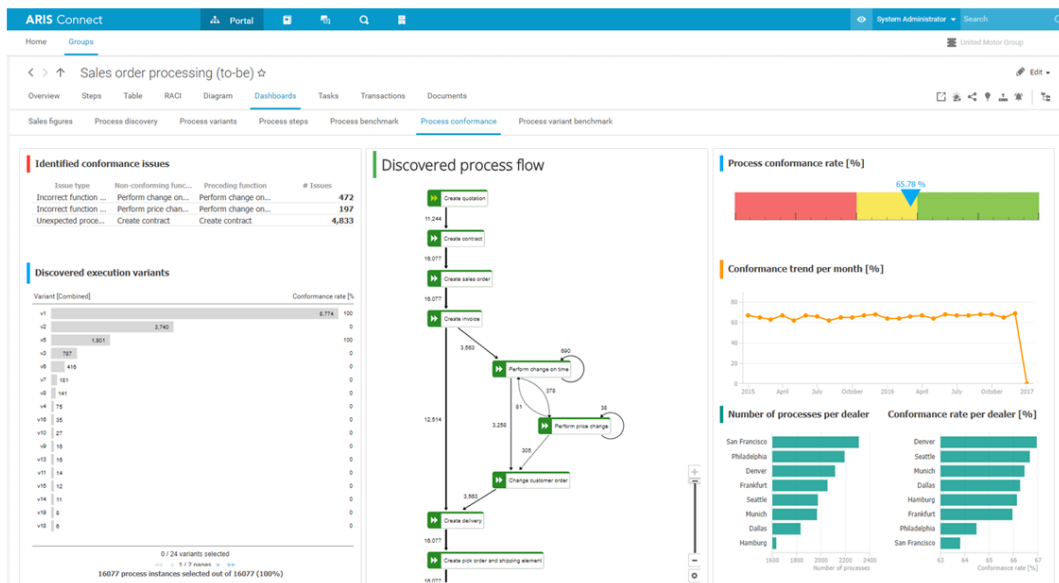 ARIS Connect
Portal
System Administrator
Search
Home
Groups
United Motor Group
Sales order processing (to-be)
Edit
Overview
Steps
Table
RACI
Diagram
Dashboards
Tasks
Transactions
Documents
Sales figures
Process discovery
Process variants
Process steps
Process benchmark
Process conformance
Process variant benchmark
Identified conformance issues
Issue type Non-conforming func... Preceding function # Issues
Incorrect function ... Perform change on... Perform change on... 472
Incorrect function ... Perform price chan... Perform change on... 197
Unexpected proce... Create contract Create contract 4,833
Discovered execution variants
Variant [Combined] Conformance rate [%
v1 8,774 100
v2 3,740 0
v5 1,801 100
v3 787 0
v6 416 0
v7 181 0
v8 141 0
v4 75 0
v16 35 0
v10 27 0
v9 16 0
v13 16 0
v11 14 0
v15 12 0
v14 11 0
v19 8 0
v18 6 0
0 / 24 variants selected
<< < 1 / 2 pages > >>
16077 process instances selected out of 16077 (100%)
Discovered process flow
Create quotation
11,244
Create contract
16,077
Create sales order
16,077
Create invoice
3,563
690
Perform change on time
378
81
38
12,514
3,258
Perform price change
305
Change customer order
3,563
Create delivery
16,077
Create pick order and shipping element
16,077
Process conformance rate [%]
65.78 %
Conformance trend per month [%]
80
60
40
20
0
2015 April July October 2016 April July October 2017
Number of processes per dealer
San Francisco
Philadelphia
Denver
Frankfurt
Seattle
Munich
Dallas
Hamburg
1600 1800 2000 2200 2400
Number of processes
Conformance rate per dealer [%]
Denver
Seattle
Munich
Dallas
Hamburg
Frankfurt
Philadelphia
San Francisco
63 64 65 66 67
Conformance rate [%]